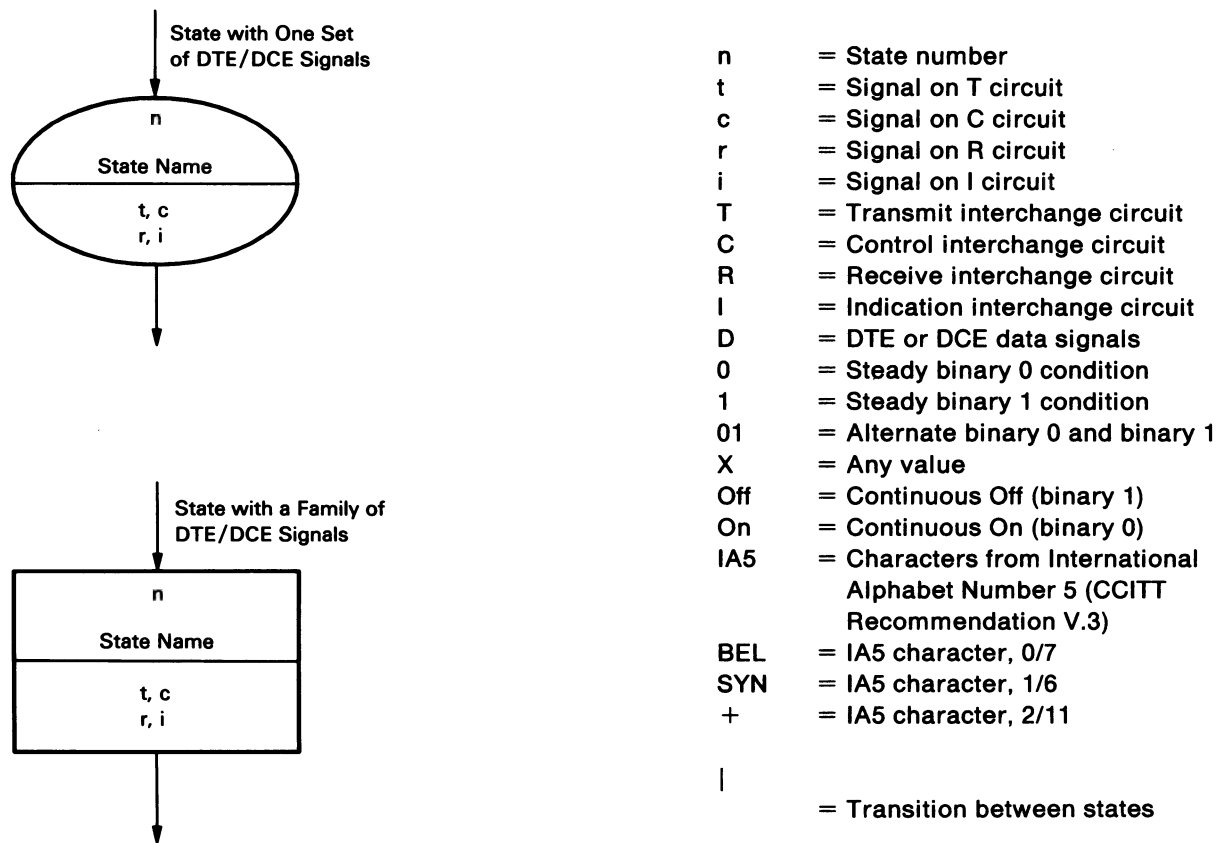 State with One Set
of DTE/DCE Signals
n
State Name
t, c
r, i
State with a Family of
DTE/DCE Signals
n
State Name
t, c
r, i
n = State number
t = Signal on T circuit
c = Signal on C circuit
r = Signal on R circuit
i = Signal on I circuit
T = Transmit interchange circuit
C = Control interchange circuit
R = Receive interchange circuit
I = Indication interchange circuit
D = DTE or DCE data signals
0 = Steady binary 0 condition
1 = Steady binary 1 condition
01 = Alternate binary 0 and binary 1
X = Any value
Off = Continuous Off (binary 1)
On = Continuous On (binary 0)
IA5 = Characters from International
Alphabet Number 5 (CCITT
Recommendation V.3)
BEL = IA5 character, 0/7
SYN = IA5 character, 1/6
+ = IA5 character, 2/11
|
= Transition between states